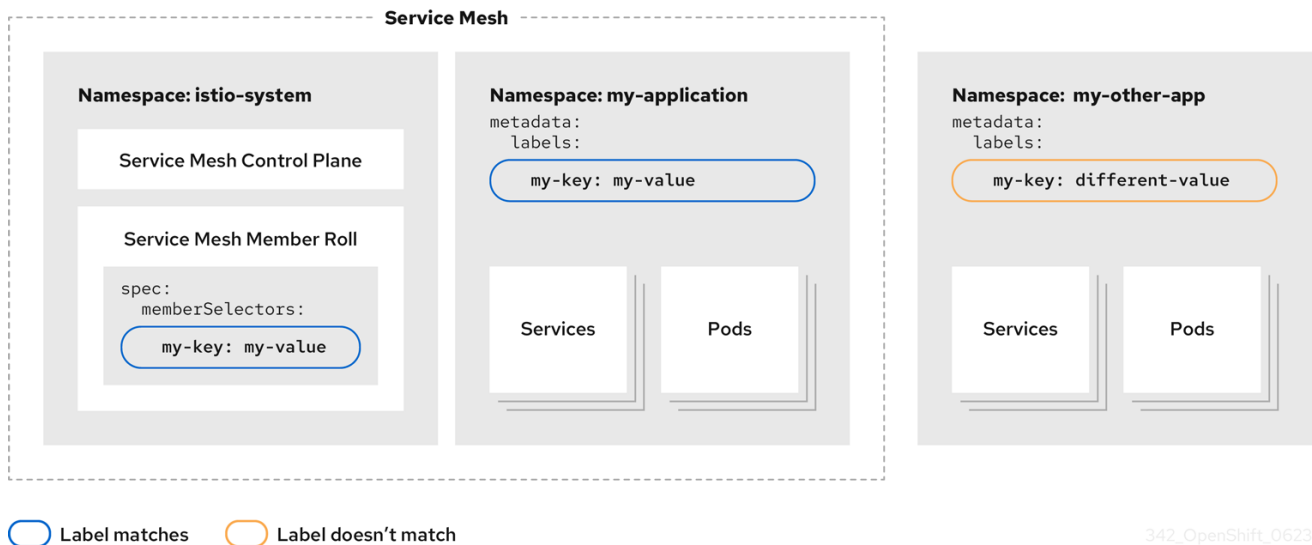 Service Mesh
Namespace: istio-system
Service Mesh Control Plane
Service Mesh Member Roll
spec:
memberSelectors:
my-key: my-value
Namespace: my-application
metadata:
labels:
my-key: my-value
Services
Pods
Namespace: my-other-app
metadata:
labels:
my-key: different-value
Services
Pods
Label matches
Label doesn’t match
342_OpenShift_0623